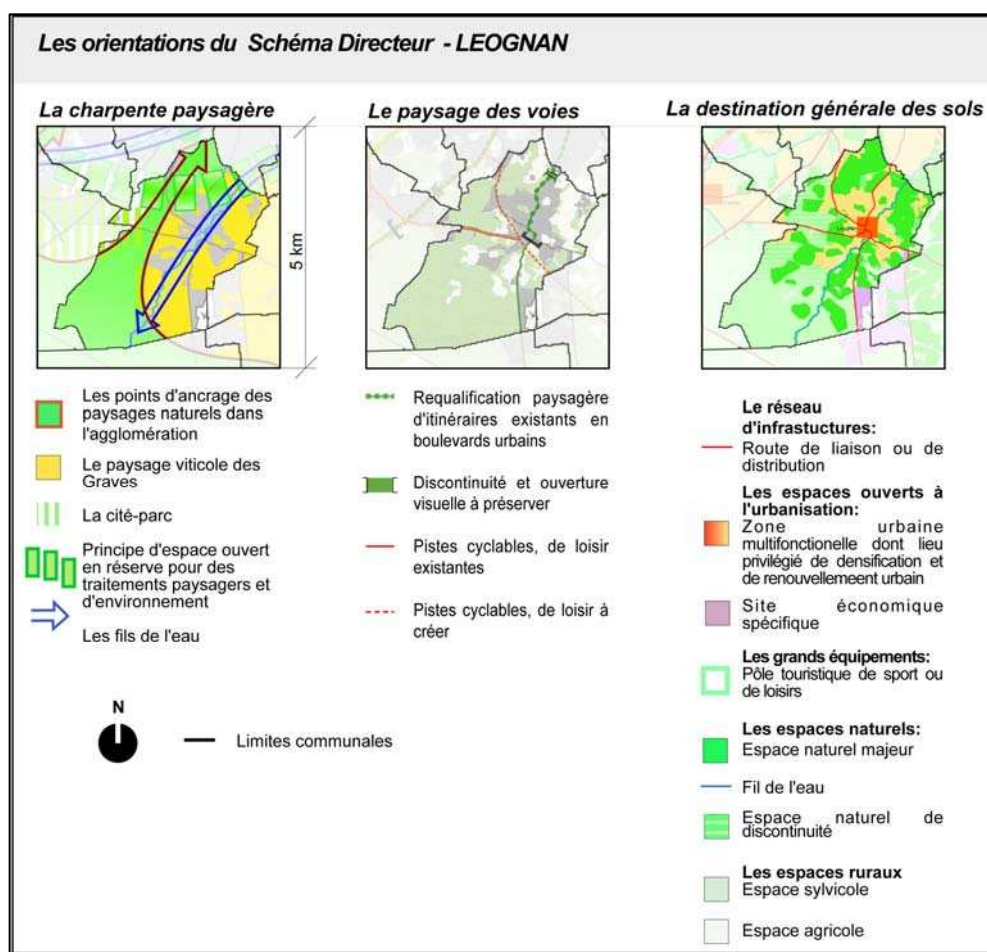 Les orientations du Schéma Directeur - LEOGNAN
La charpente paysagère
5 km
Les points d'ancrage des
paysages naturels dans
l'agglomération
Le paysage viticole des
Graves
La cité-parc
Principe d'espace ouvert
en réserve pour des
traitements paysagers et
d'environnement
Les fils de l'eau
N
Limites communales
Le paysage des voies
Requalification paysagère
d'itinéraires existants en
boulevards urbains
Discontinuité et ouverture
visuelle à préserver
Pistes cyclables, de loisir
existantes
Pistes cyclables, de loisir à
créer
La destination générale des sols
Le réseau
d'infrastuctures:
Route de liaison ou de
distribution
Les espaces ouverts à
l'urbanisation:
Zone urbaine
multifonctionelle dont lieu
privilégié de densification et
de renouvellemeent urbain
Site économique
spécifique
Les grands équipements:
Pôle touristique de sport ou
de loisirs
Les espaces naturels:
Espace naturel majeur
Fil de l'eau
Espace naturel de
discontinuité
Les espaces ruraux
Espace sylvicole
Espace agricole